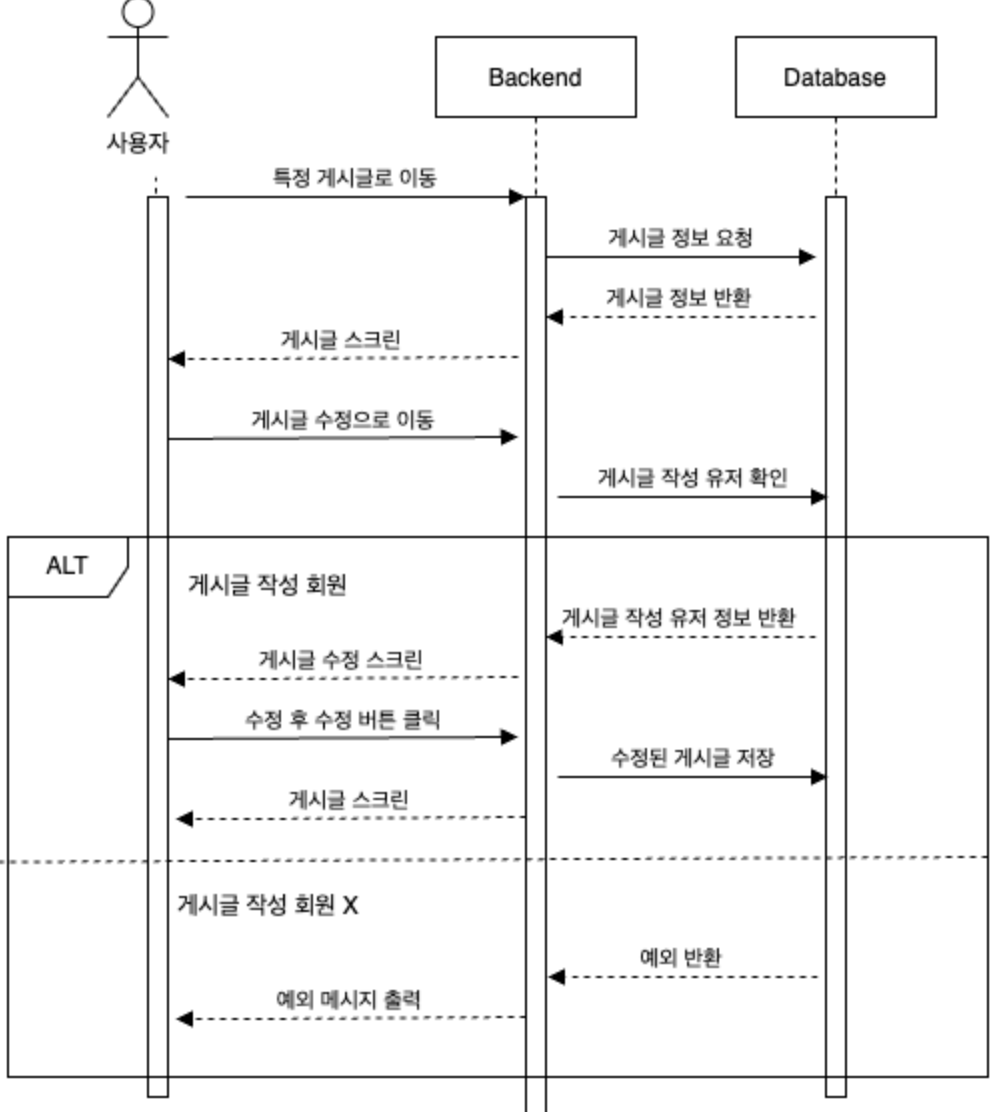 Backend
Database
사용자
특정 게시글로 이동
게시글 정보 요청
게시글 정보 반환
게시글 스크린
게시글 수정으로 이동
게시글 작성 유저 확인
ALT
게시글 작성 회원
게시글 작성 유저 정보 반환
게시글 수정 스크린
수정 후 수정 버튼 클릭
수정된 게시글 저장
게시글 스크린
게시글 작성 회원 X
예외 반환
예외 메시지 출력